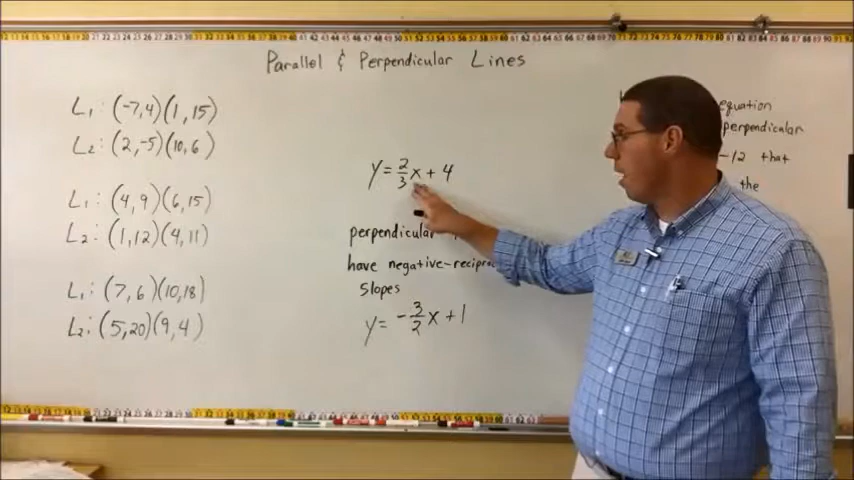 Parallel & Perpendicular Lines
L₁ : (-7,4)(1,15)
L₂ : (2,-5)(10,6)
L₁ : (4,9)(6,15)
L₂ : (1,12)(4,11)
L₁ : (7,6)(10,18)
L₂ : (5,20)(9,4)
y = 2/3 x + 4
perpendicular
have negative-recipro
slopes
y = -3/2 x + 1
equation
perpendicular
-12 that
the